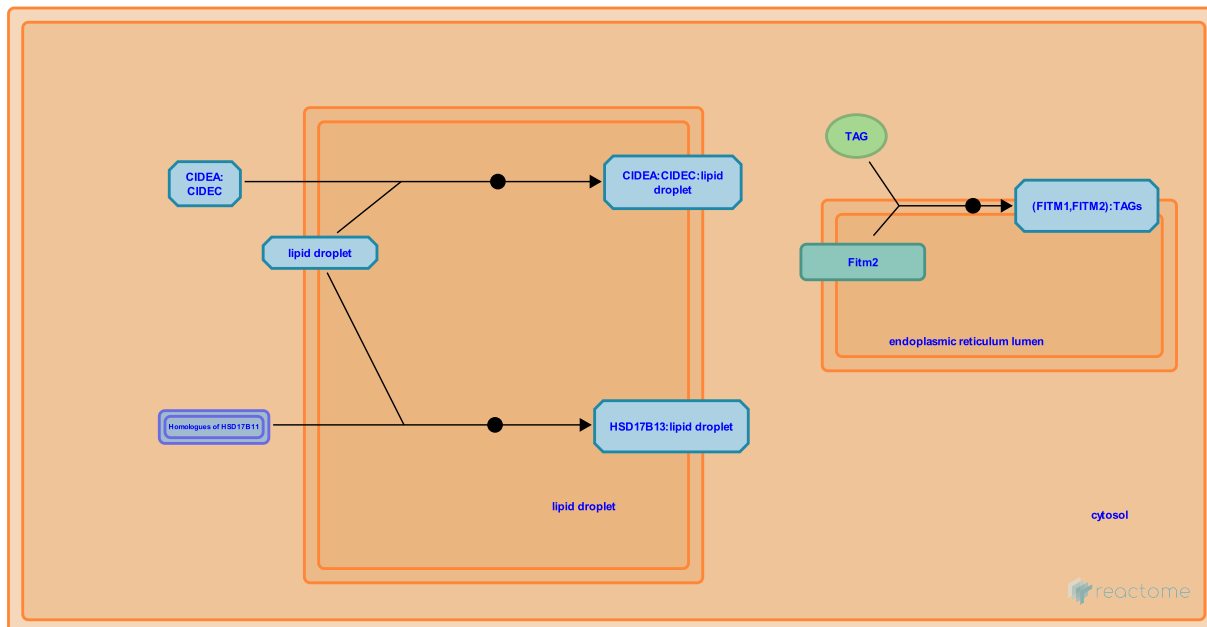 TAG
CIDEA:
CIDEC
CIDEA:CIDEC:lipid
droplet
(FITM1,FITM2):TAGs
lipid droplet
Fitm2
endoplasmic reticulum lumen
Homologues of HSD17B11
HSD17B13:lipid droplet
lipid droplet
cytosol
reactome